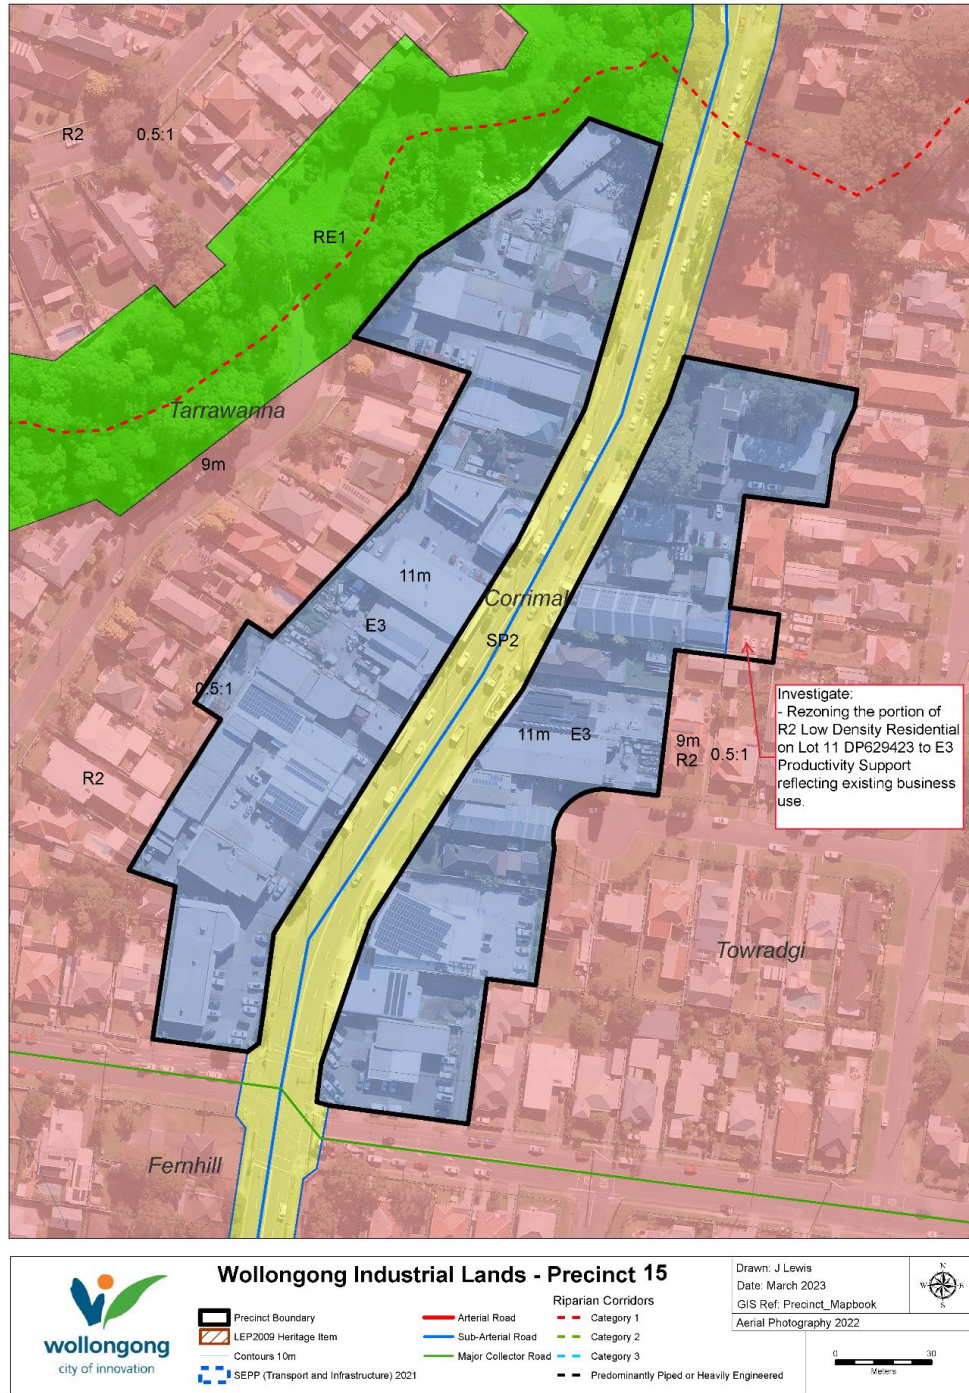 R2
0.5:1
RE1
Tarrawanna
9m
11m
Corrimal
E3
SP2
0.5:1
11m E3
9m
R2
0.5:1
R2
Investigate:
- Rezoning the portion of
R2 Low Density Residential
on Lot 11 DP629423 to E3
Productivity Support
reflecting existing business
use.
Towradgi
Fernhill
wollongong
city of innovation
Wollongong Industrial Lands - Precinct 15
Precinct Boundary
LEP2009 Heritage Item
Contours 10m
SEPP (Transport and Infrastructure) 2021
Arterial Road
Sub-Arterial Road
Major Collector Road
Riparian Corridors
Category 1
Category 2
Category 3
Predominantly Piped or Heavily Engineered
Drawn: J Lewis
Date: March 2023
GIS Ref: Precinct_Mapbook
Aerial Photography 2022
N
W
E
S
0 30
Meters